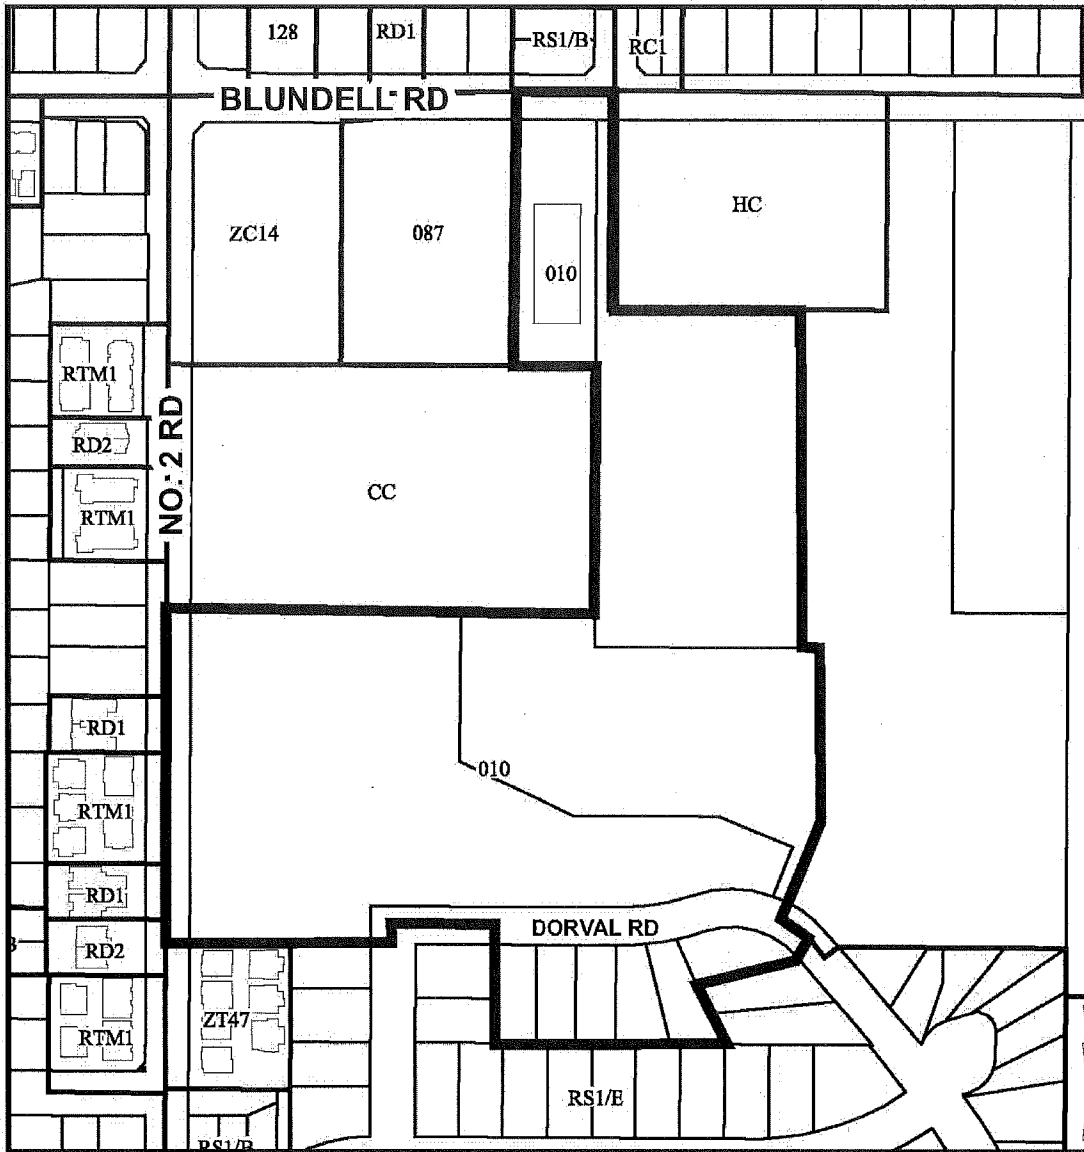 128
RD1
RS1/B
RC1
BLUNDELL RD
ZC14
087
010
HC
RTM1
RD2
RTM1
NO. 2 RD
CC
RD1
010
RTM1
RD1
RD2
DORVAL RD
RTM1
ZT47
RS1/E
RS1/B